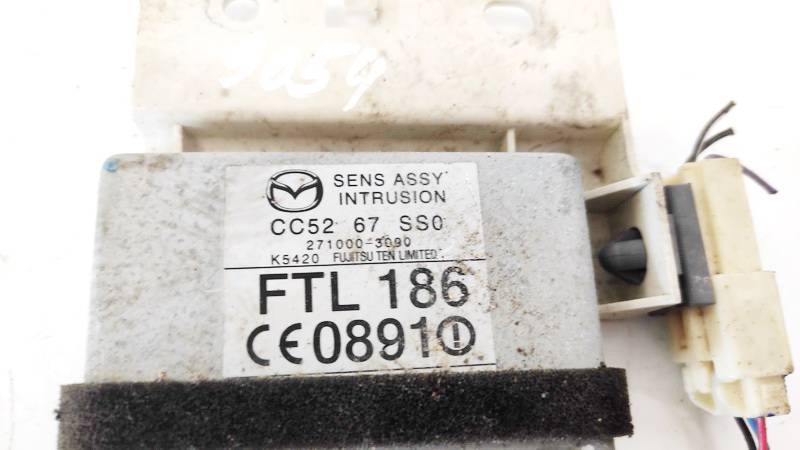 9054
SENS ASSY
INTRUSION
CC52 67 SS0
271000-3090
K5420 FUJITSU TEN LIMITED.
FTL 186
CE0891